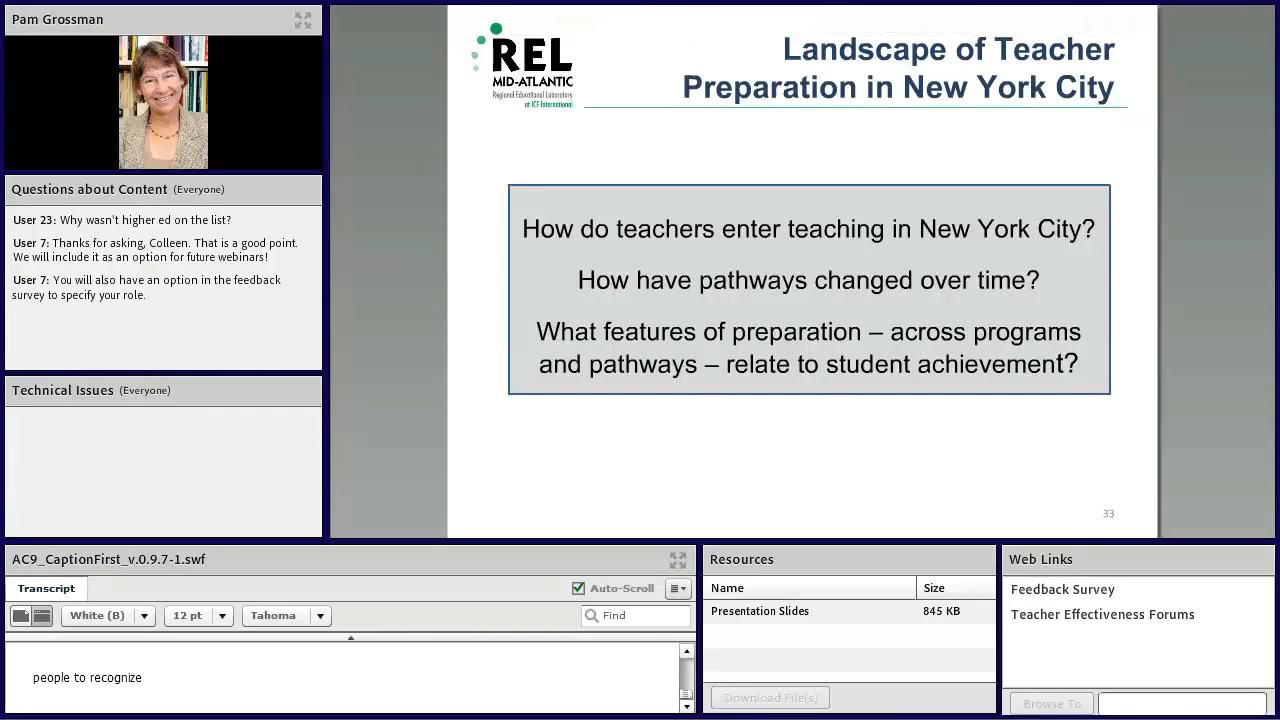 Pam Grossman
Questions about Content (Everyone)
User 23: Why wasn't higher ed on the list?
User 7: Thanks for asking, Colleen. That is a good point.
We will include it as an option for future webinars!
User 7: You will also have an option in the feedback
survey to specify your role.
Technical Issues (Everyone)
REL
MID-ATLANTIC
Regional Educational Laboratory
at ICF International
Landscape of Teacher
Preparation in New York City
How do teachers enter teaching in New York City?
How have pathways changed over time?
What features of preparation – across programs
and pathways – relate to student achievement?
33
AC9_CaptionFirst_v.0.9.7-1.swf
Transcript
Auto-Scroll
White (B)
12 pt
Tahoma
Find
people to recognize
Resources
Name Size
Presentation Slides 845 KB
Download File(s)
Web Links
Feedback Survey
Teacher Effectiveness Forums
Browse To